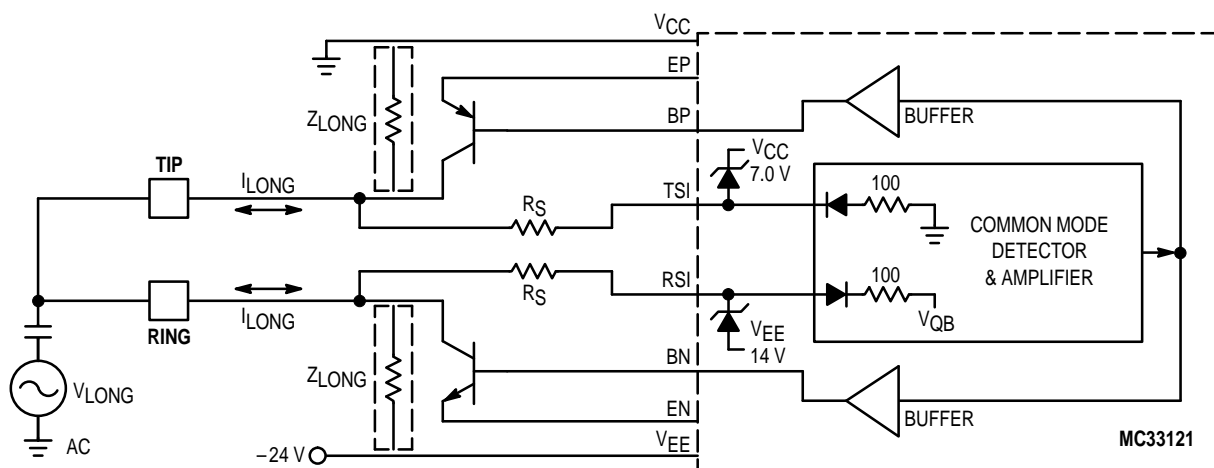 VCC
EP
BP
BUFFER
ZLONG
VCC
7.0 V
TIP
ILONG
RS
TSI
100
COMMON MODE
DETECTOR
& AMPLIFIER
RING
ILONG
RS
RSI
100
VQB
VEE
14 V
ZLONG
BN
VLONG
AC
EN
BUFFER
VEE
–24 V
MC33121